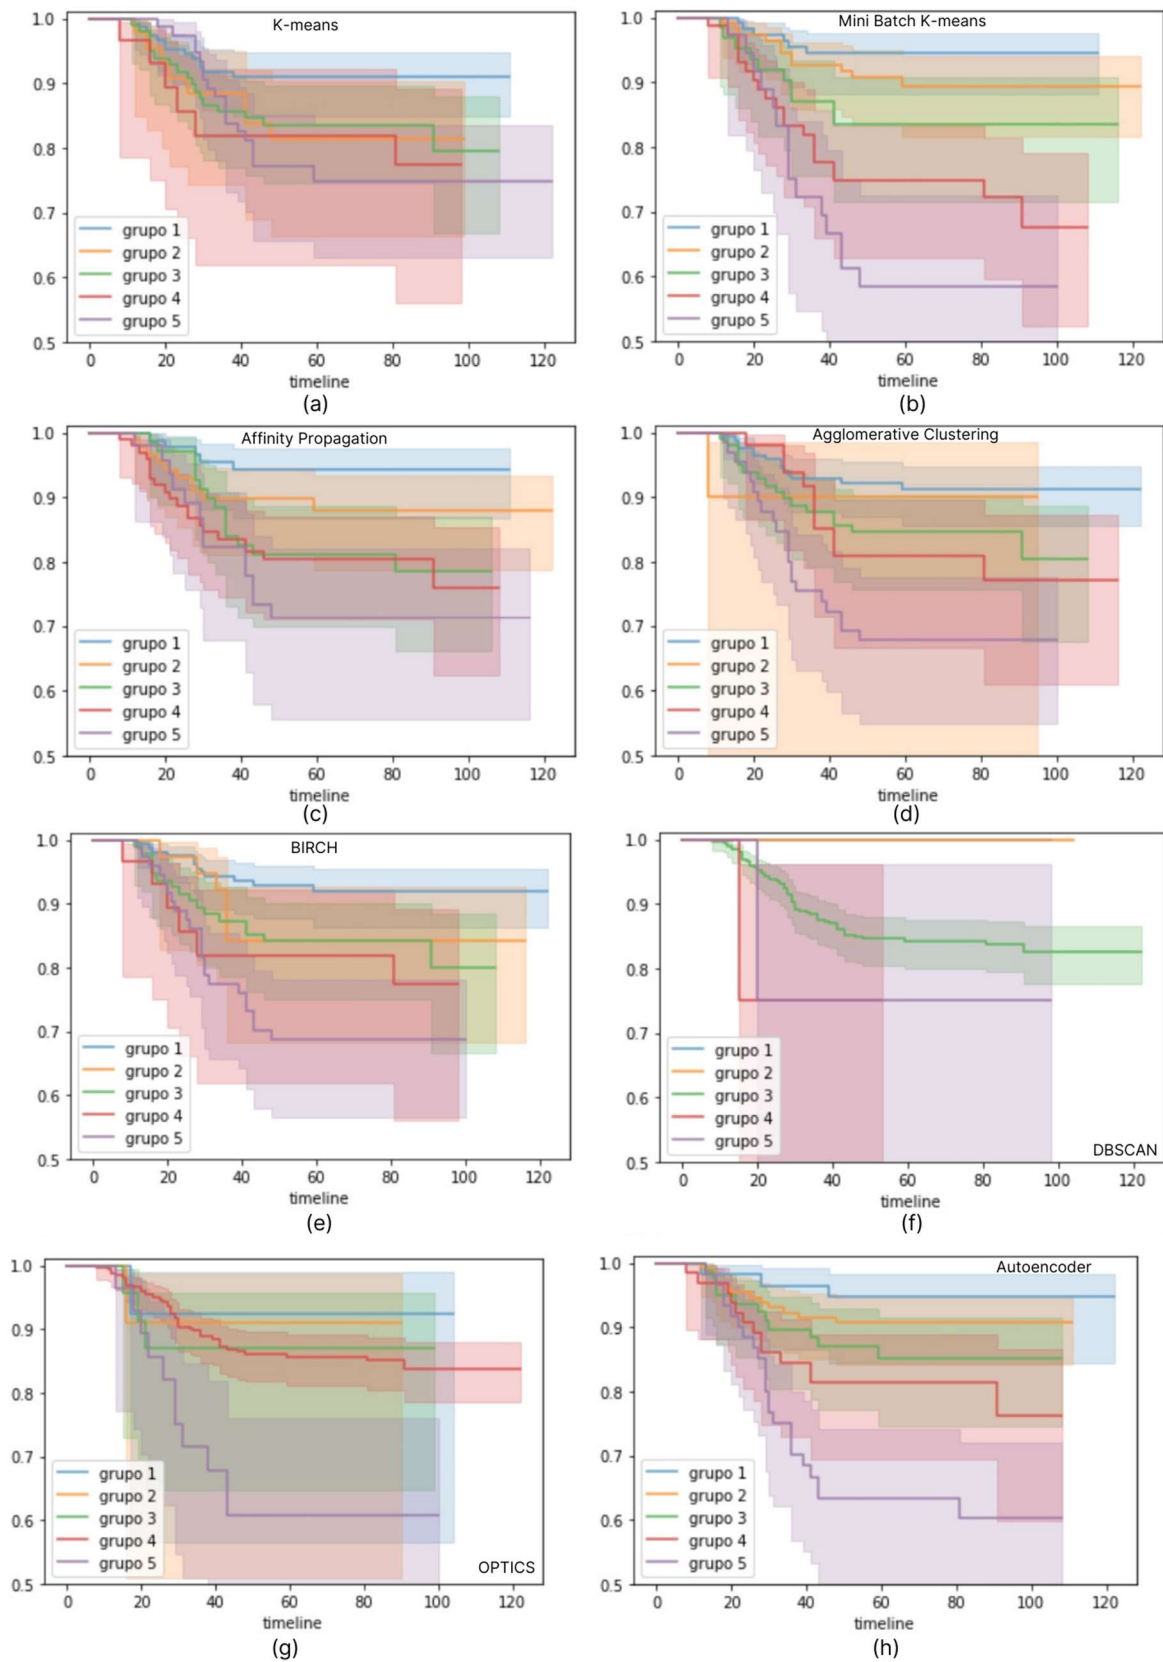 K-means
1.0
0.9
0.8
0.7
0.6
0.5
grupo 1
grupo 2
grupo 3
grupo 4
grupo 5
0 20 40 60 80 100 120
timeline
(a)
Mini Batch K-means
1.0
0.9
0.8
0.7
0.6
0.5
grupo 1
grupo 2
grupo 3
grupo 4
grupo 5
0 20 40 60 80 100 120
timeline
(b)
Affinity Propagation
1.0
0.9
0.8
0.7
0.6
0.5
grupo 1
grupo 2
grupo 3
grupo 4
grupo 5
0 20 40 60 80 100 120
timeline
(c)
Agglomerative Clustering
1.0
0.9
0.8
0.7
0.6
0.5
grupo 1
grupo 2
grupo 3
grupo 4
grupo 5
0 20 40 60 80 100 120
timeline
(d)
BIRCH
1.0
0.9
0.8
0.7
0.6
0.5
grupo 1
grupo 2
grupo 3
grupo 4
grupo 5
0 20 40 60 80 100 120
timeline
(e)
1.0
0.9
0.8
0.7
0.6
0.5
grupo 1
grupo 2
grupo 3
grupo 4
grupo 5
DBSCAN
0 20 40 60 80 100 120
timeline
(f)
1.0
0.9
0.8
0.7
0.6
0.5
grupo 1
grupo 2
grupo 3
grupo 4
grupo 5
OPTICS
0 20 40 60 80 100 120
timeline
(g)
Autoencoder
1.0
0.9
0.8
0.7
0.6
0.5
grupo 1
grupo 2
grupo 3
grupo 4
grupo 5
0 20 40 60 80 100 120
timeline
(h)